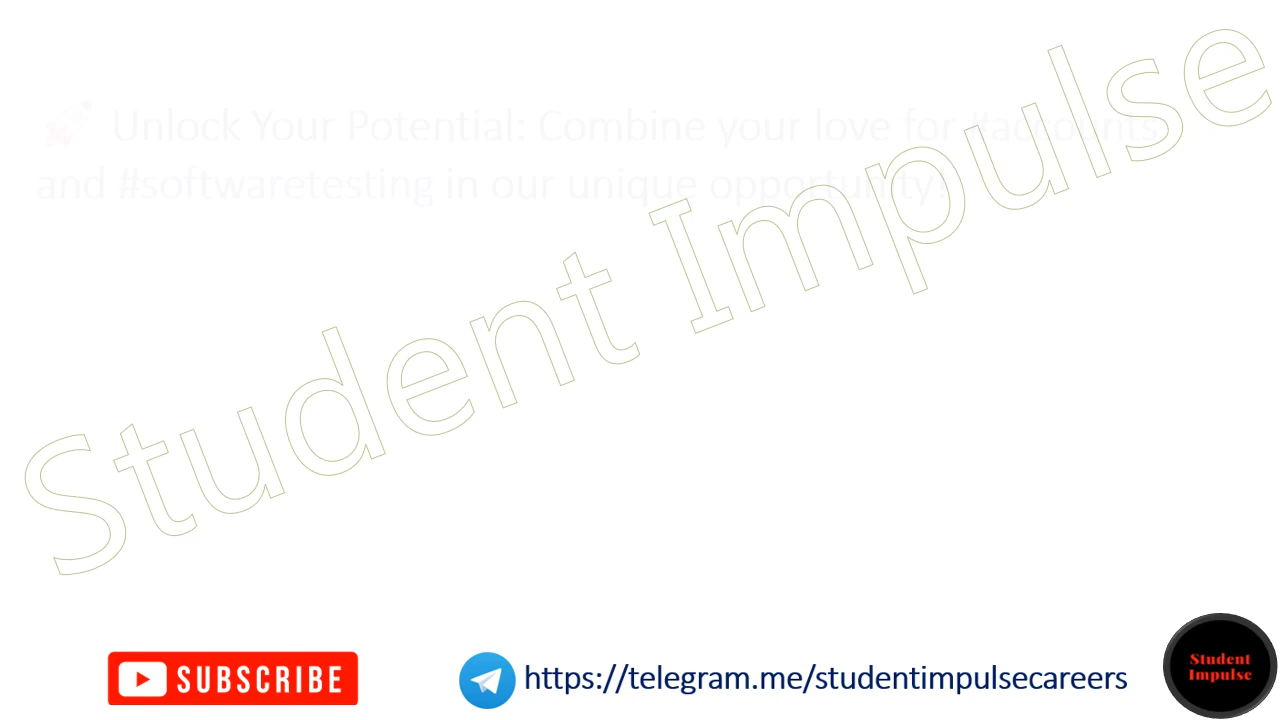 🚀 Unlock Your Potential: Combine your love for #accounts
and #softwaretesting in our unique opportunity!
Student Impulse
SUBSCRIBE
https://telegram.me/studentimpulsecareers
Student
Impulse